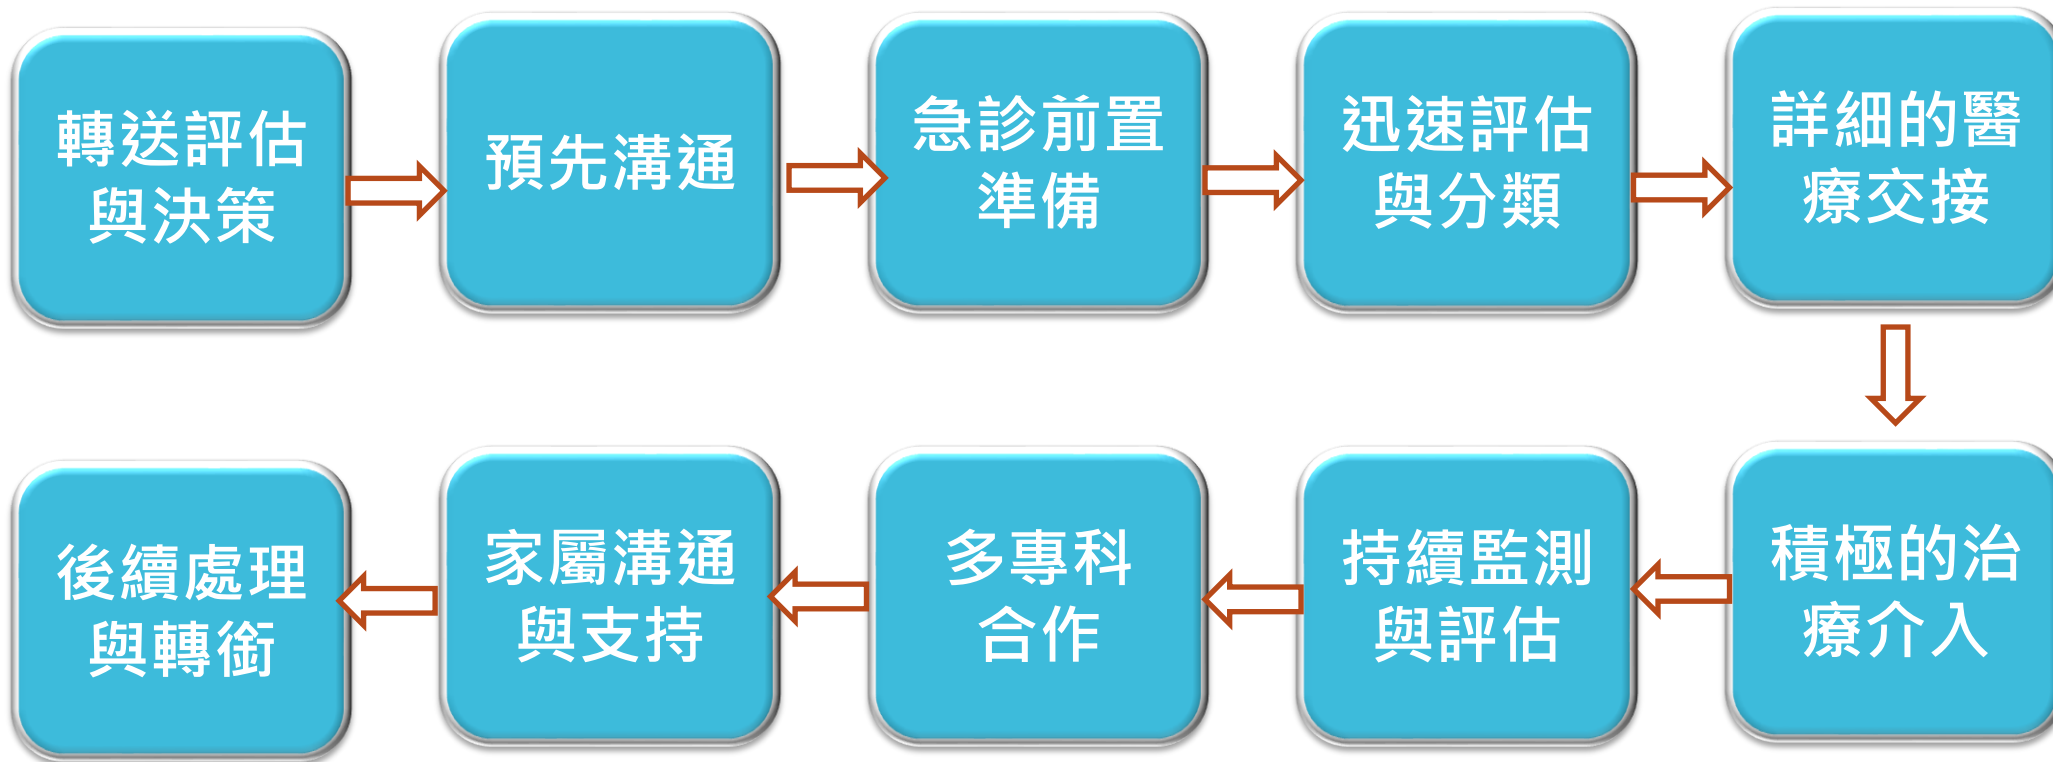 轉送評估
與決策
預先溝通
急診前置
準備
迅速評估
與分類
詳細的醫
療交接
積極的治
療介入
持續監測
與評估
多專科
合作
家屬溝通
與支持
後續處理
與轉銜